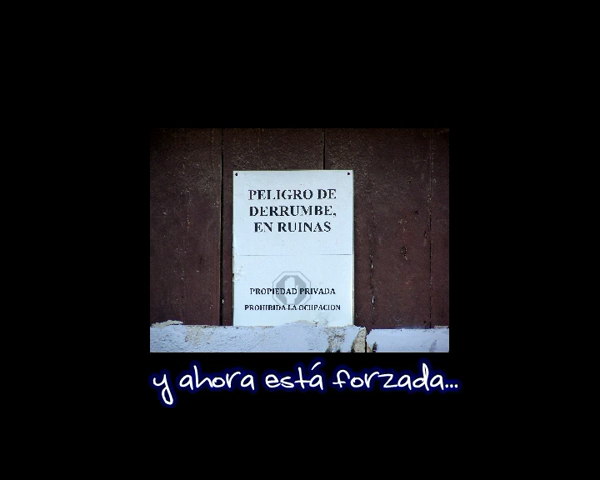 PELIGRO DE
DERRUMBE,
EN RUINAS
PROPIEDAD PRIVADA
PROHIBIDA LA OCUPACION
y ahora está forzada...